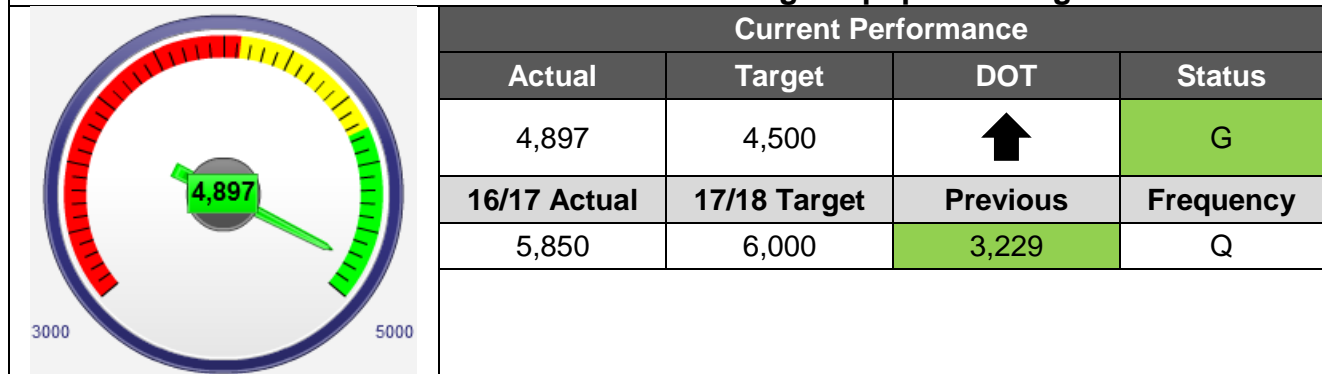 Current Performance
Actual Target DOT Status
4,897 4,500 G
16/17 Actual 17/18 Target Previous Frequency
5,850 6,000 3,229 Q
4,897
3000 5000